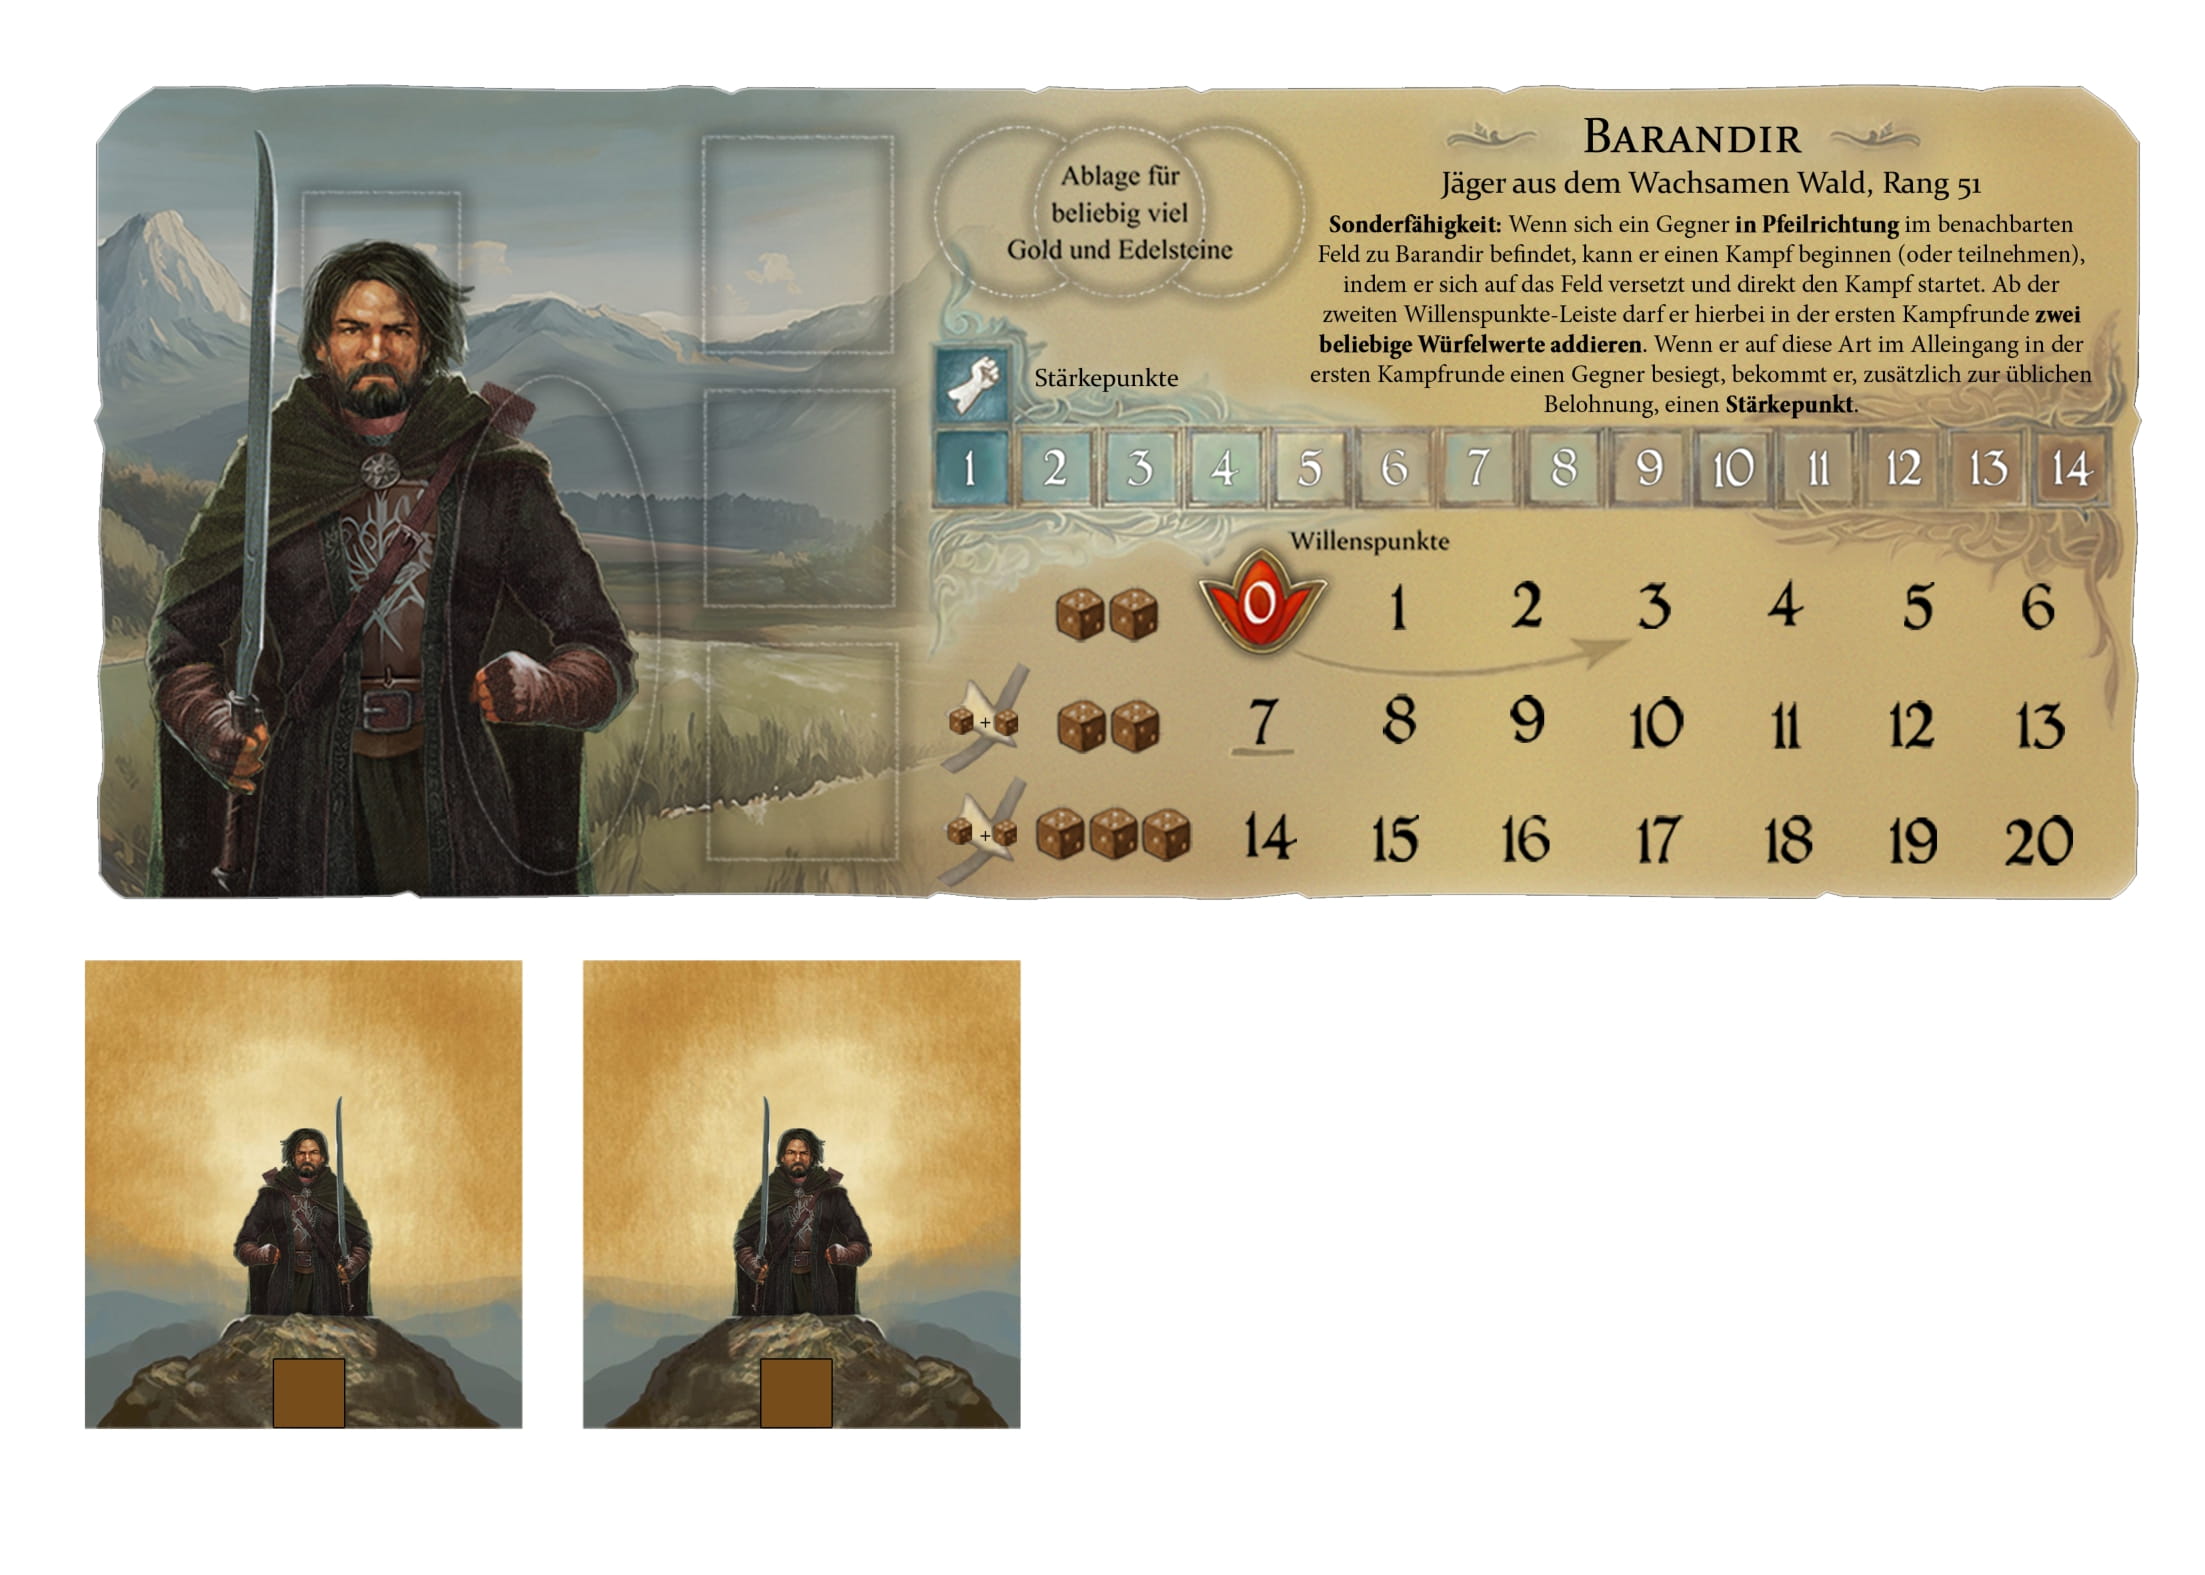 Ablage für
beliebig viel
Gold und Edelsteine
BARANDIR
Jäger aus dem Wachsamen Wald, Rang 51
Sonderfähigkeit: Wenn sich ein Gegner in Pfeilrichtung im benachbarten
Feld zu Barandir befindet, kann er einen Kampf beginnen (oder teilnehmen),
indem er sich auf das Feld versetzt und direkt den Kampf startet. Ab der
zweiten Willenspunkte-Leiste darf er hierbei in der ersten Kampfrunde zwei
beliebige Würfelwerte addieren. Wenn er auf diese Art im Alleingang in der
ersten Kampfrunde einen Gegner besiegt, bekommt er, zusätzlich zur üblichen
Belohnung, einen Stärkepunkt.
Stärkepunkte
1 2 3 4 5 6 7 8 9 10 11 12 13 14
Willenspunkte
0 1 2 3 4 5 6
+ 7 8 9 10 11 12 13
+ 14 15 16 17 18 19 20